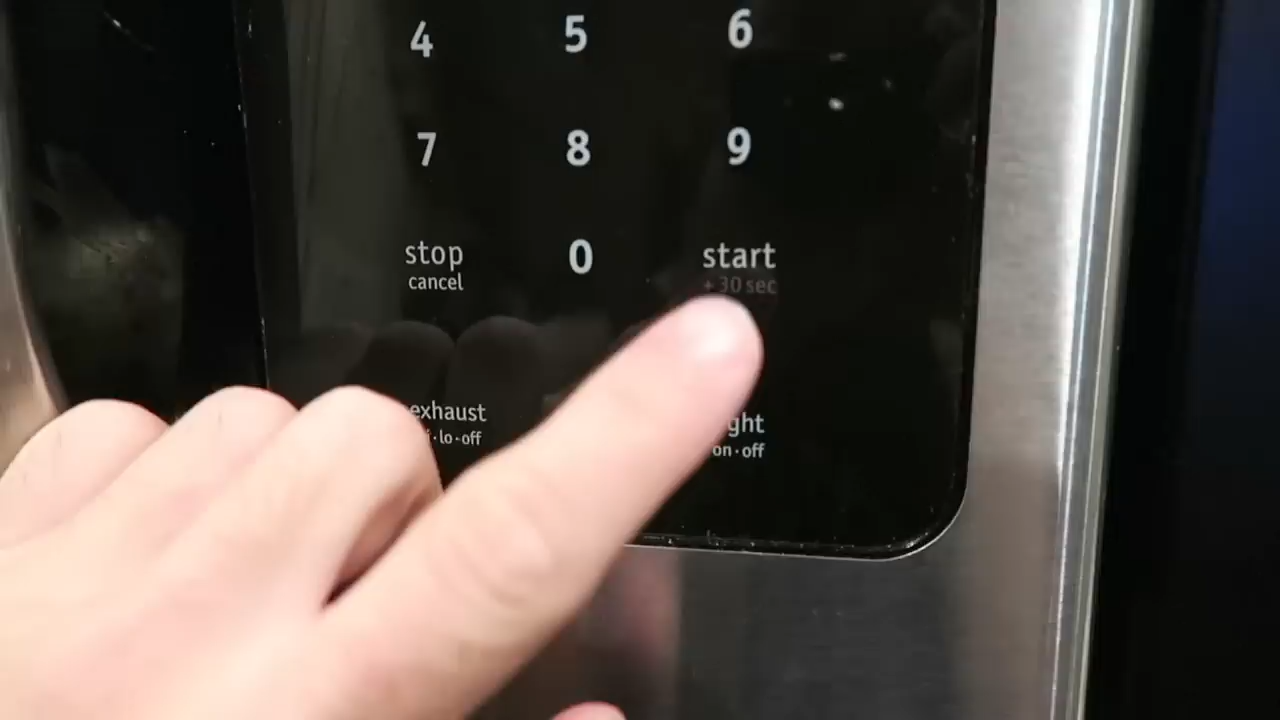 4 5 6
7 8 9
stop 0 start
cancel + 30 sec
exhaust
lo·off on·off